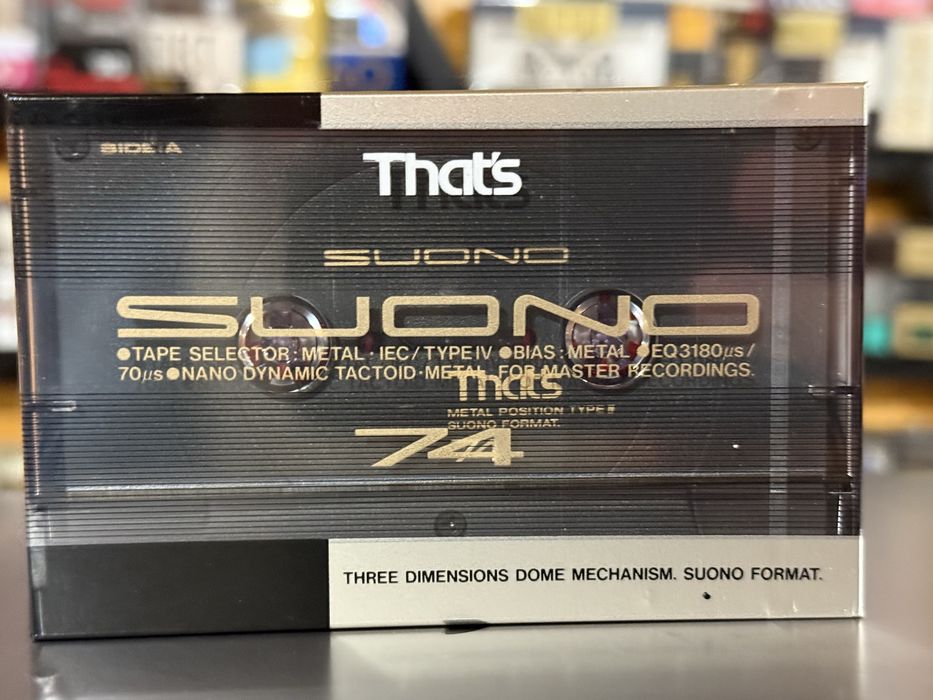 SIDE A
That's
SUONO
SUONO
●TAPE SELECTOR : METAL · IEC/TYPE IV ●BIAS : METAL ●EQ3180µs/
70µs ●NANO DYNAMIC TACTOID · METAL FOR MASTER RECORDINGS.
That's
METAL POSITION TYPE Ⅳ
SUONO FORMAT.
74
THREE DIMENSIONS DOME MECHANISM. SUONO FORMAT.